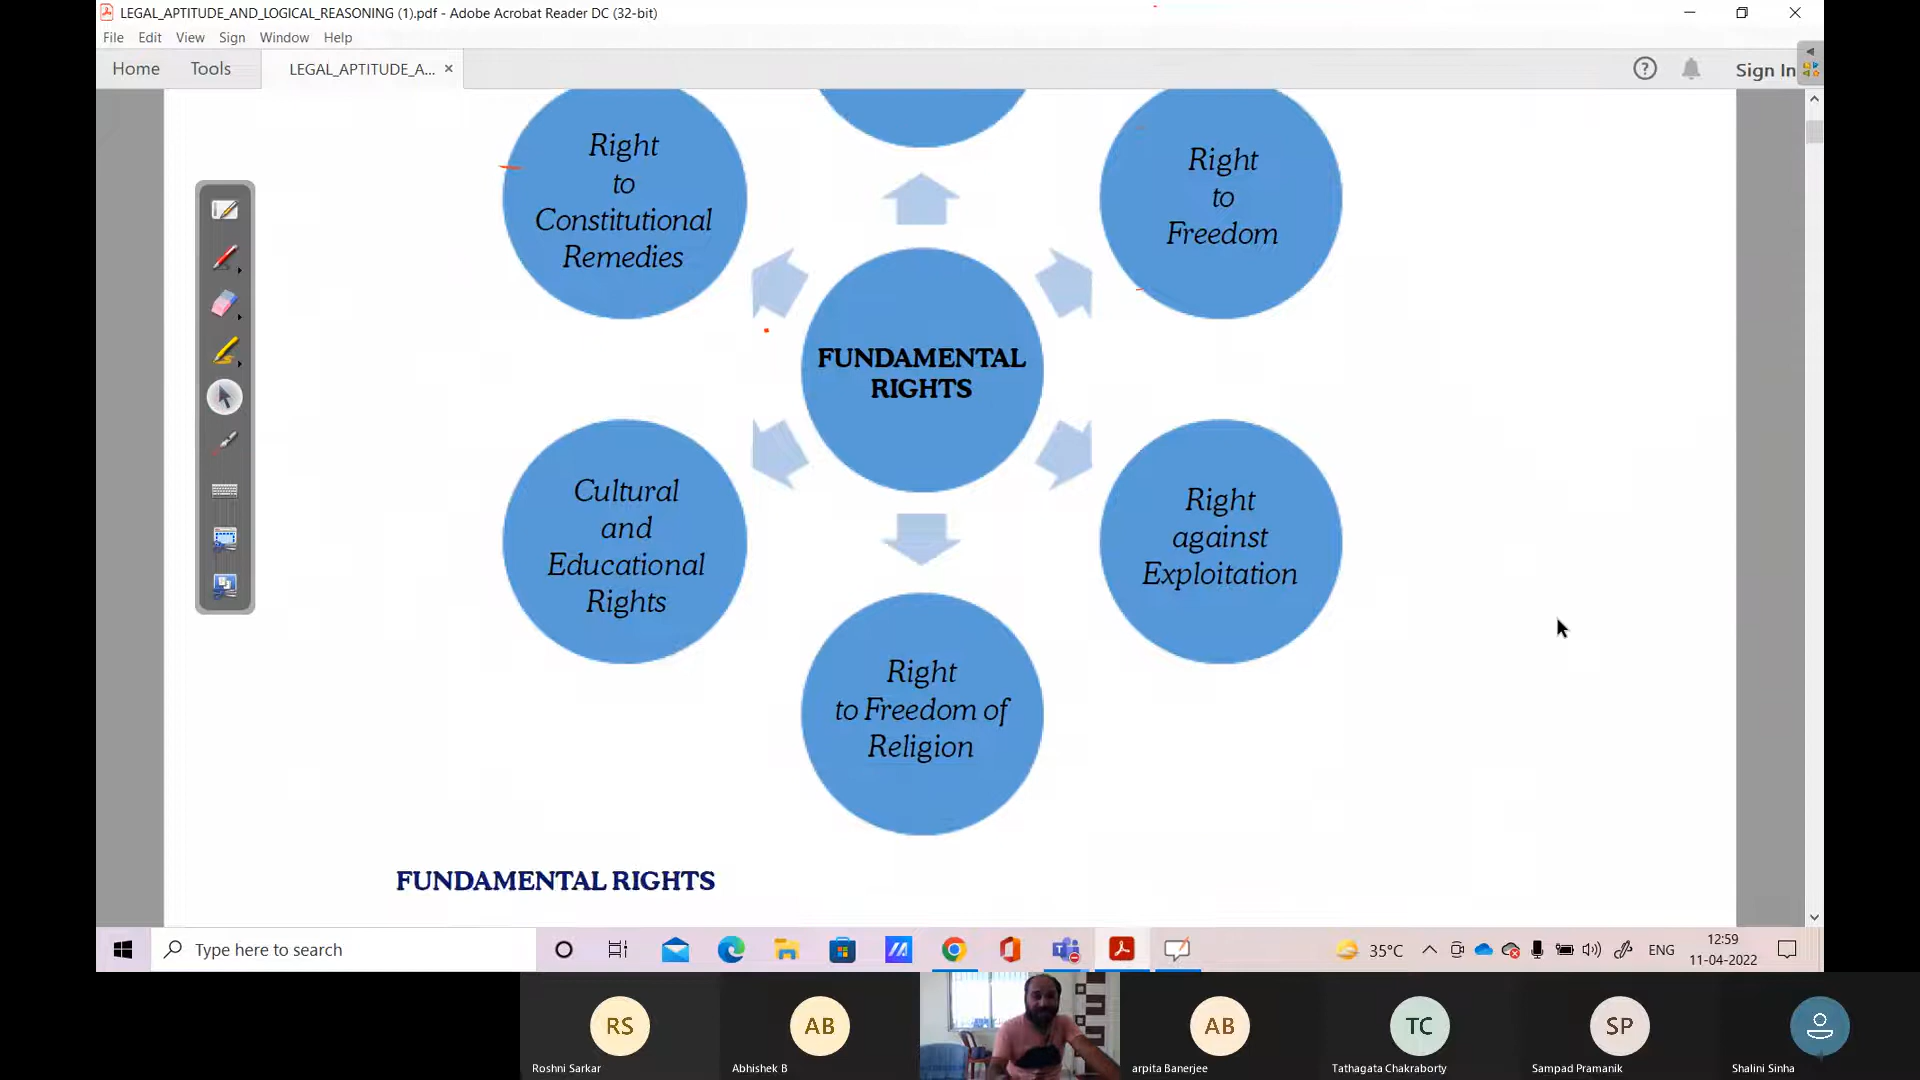 LEGAL_APTITUDE_AND_LOGICAL_REASONING (1).pdf - Adobe Acrobat Reader DC (32-bit)
File Edit View Sign Window Help
Home Tools LEGAL_APTITUDE_A... ×
Sign In
Right
to
Constitutional
Remedies
Right
to
Freedom
FUNDAMENTAL
RIGHTS
Cultural
and
Educational
Rights
Right
against
Exploitation
Right
to Freedom of
Religion
FUNDAMENTAL RIGHTS
Type here to search
35°C
ENG
12:59
11-04-2022
RS
AB
AB
TC
SP
Roshni Sarkar
Abhishek B
arpita Banerjee
Tathagata Chakraborty
Sampad Pramanik
Shalini Sinha